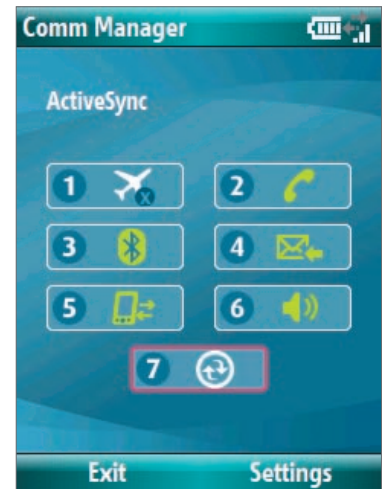 Comm Manager
ActiveSync
1 x 2
3 4
5 6
7
Exit Settings